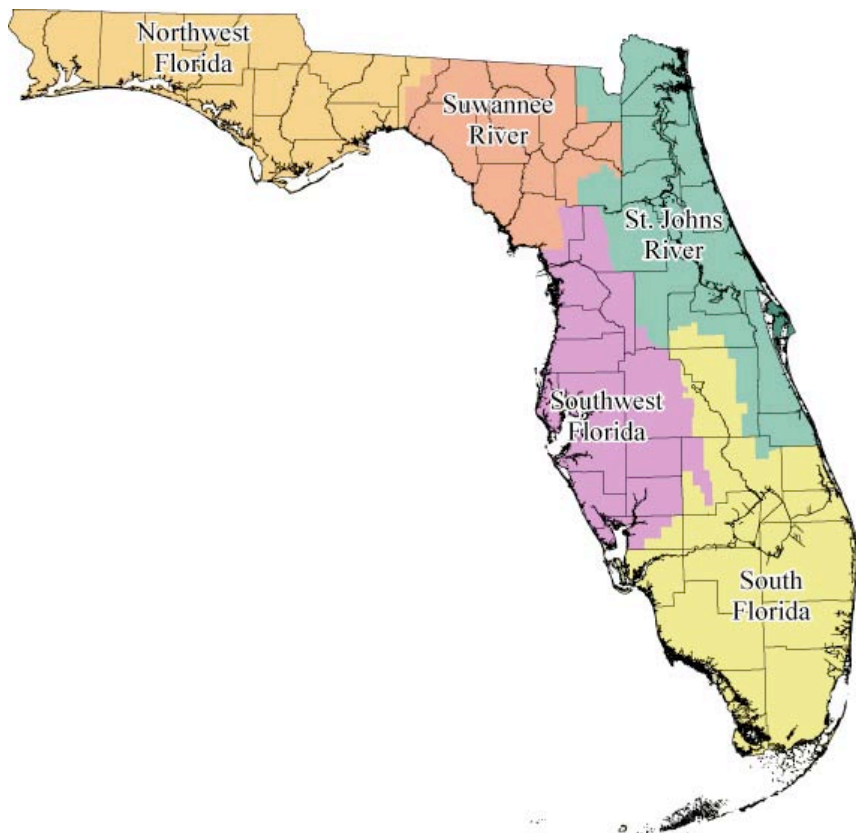 Northwest
Florida
Suwannee
River
St. Johns
River
Southwest
Florida
South
Florida